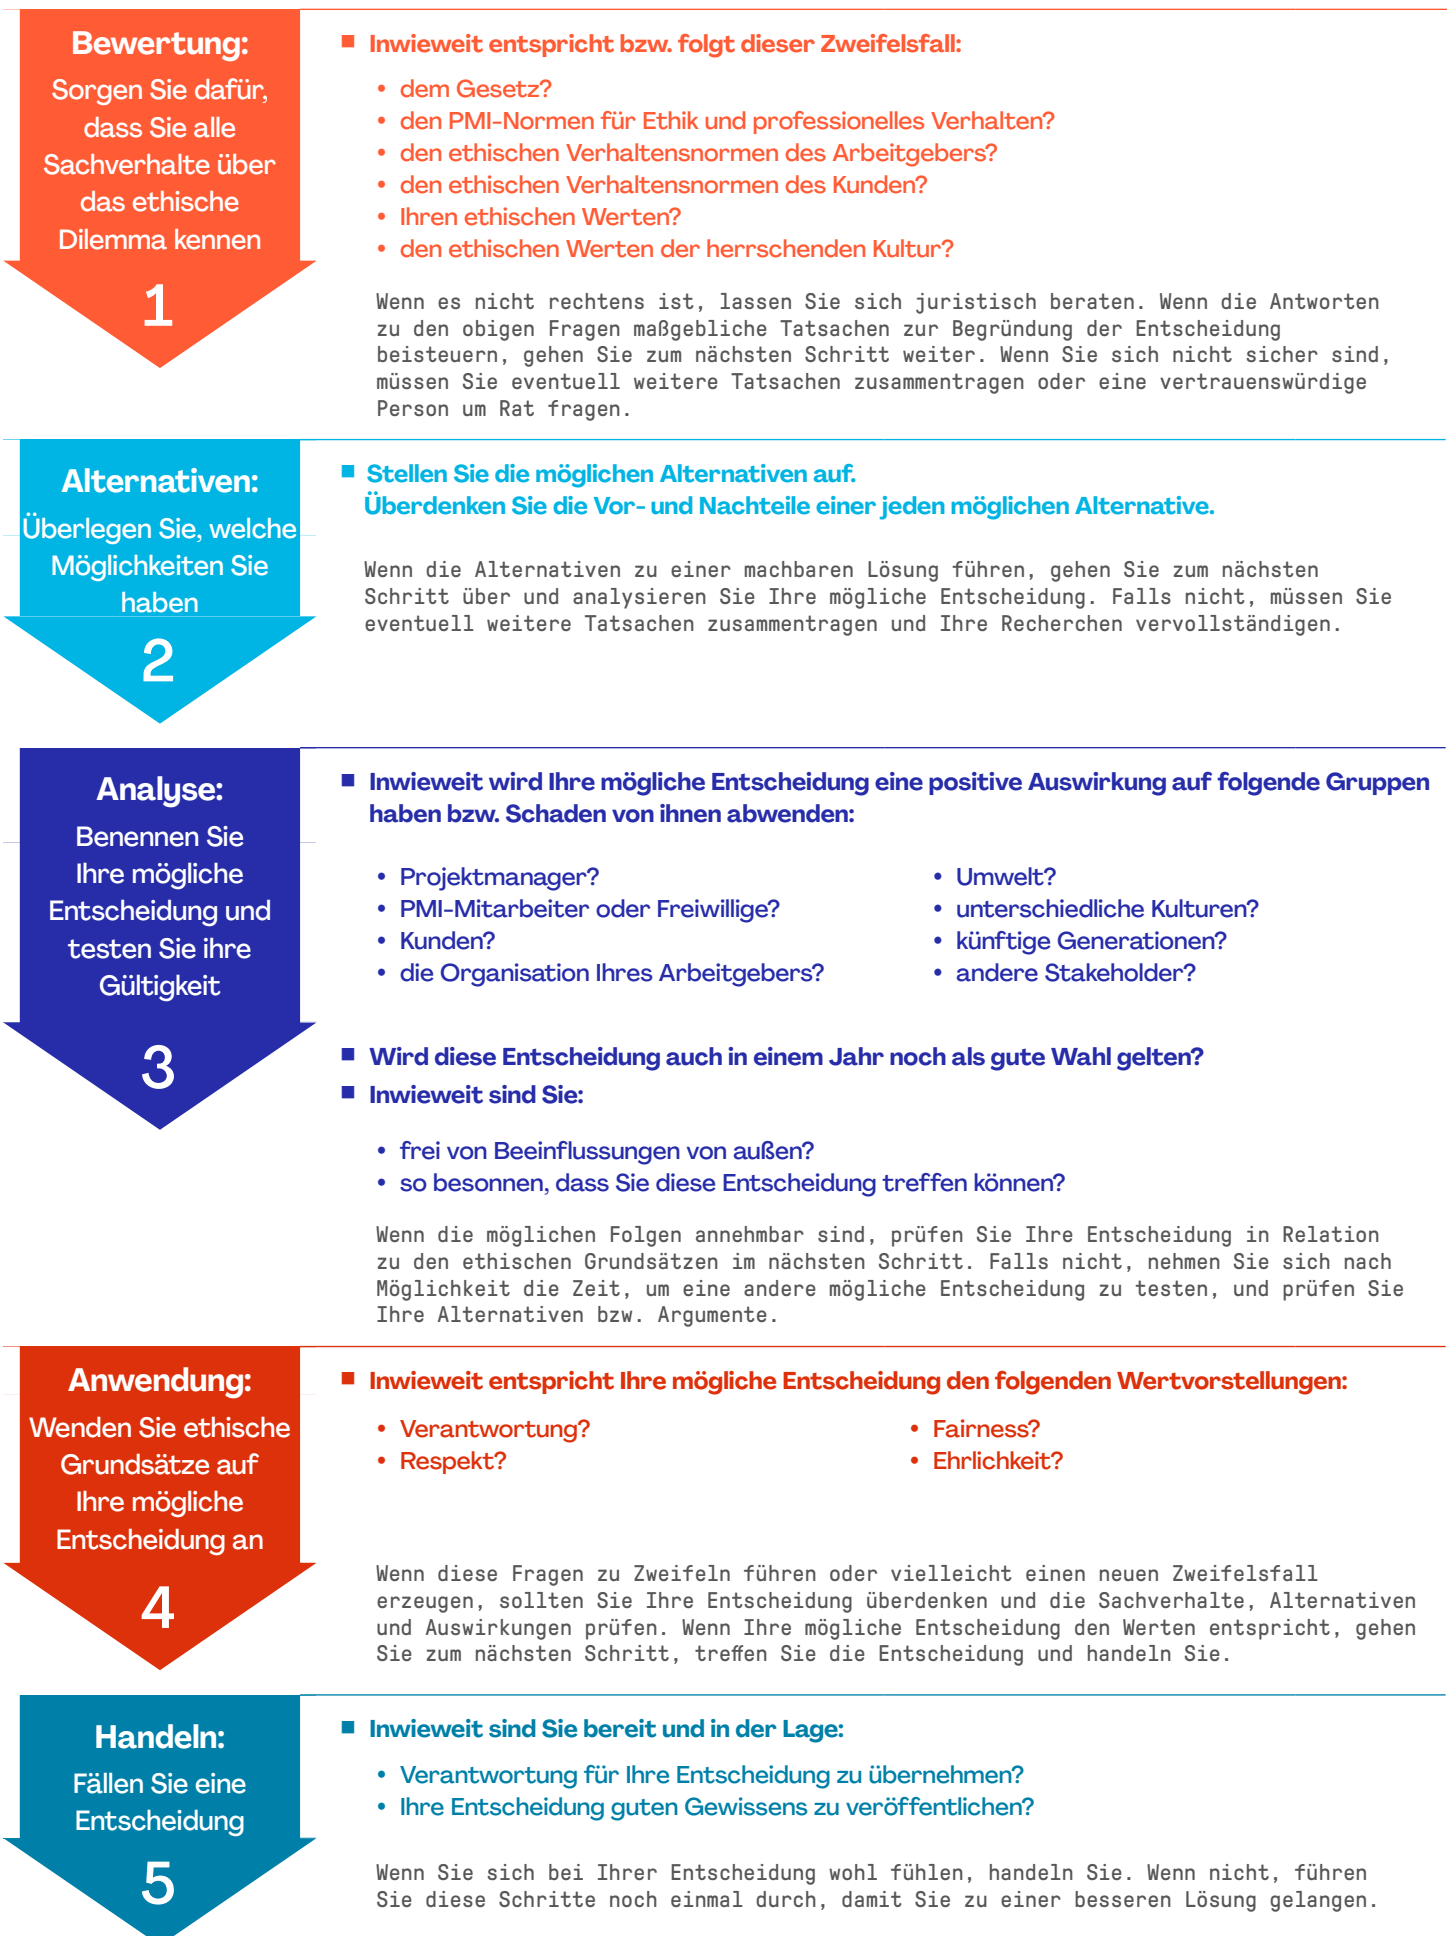 Bewertung:
Sorgen Sie dafür,
dass Sie alle
Sachverhalte über
das ethische
Dilemma kennen
1
■ Inwieweit entspricht bzw. folgt dieser Zweifelsfall:
• dem Gesetz?
• den PMI-Normen für Ethik und professionelles Verhalten?
• den ethischen Verhaltensnormen des Arbeitgebers?
• den ethischen Verhaltensnormen des Kunden?
• Ihren ethischen Werten?
• den ethischen Werten der herrschenden Kultur?
Wenn es nicht rechtens ist, lassen Sie sich juristisch beraten. Wenn die Antworten
zu den obigen Fragen maßgebliche Tatsachen zur Begründung der Entscheidung
beisteuern, gehen Sie zum nächsten Schritt weiter. Wenn Sie sich nicht sicher sind,
müssen Sie eventuell weitere Tatsachen zusammentragen oder eine vertrauenswürdige
Person um Rat fragen.
Alternativen:
Überlegen Sie, welche
Möglichkeiten Sie
haben
2
■ Stellen Sie die möglichen Alternativen auf.
Überdenken Sie die Vor- und Nachteile einer jeden möglichen Alternative.
Wenn die Alternativen zu einer machbaren Lösung führen, gehen Sie zum nächsten
Schritt über und analysieren Sie Ihre mögliche Entscheidung. Falls nicht, müssen Sie
eventuell weitere Tatsachen zusammentragen und Ihre Recherchen vervollständigen.
Analyse:
Benennen Sie
Ihre mögliche
Entscheidung und
testen Sie ihre
Gültigkeit
3
■ Inwieweit wird Ihre mögliche Entscheidung eine positive Auswirkung auf folgende Gruppen
haben bzw. Schaden von ihnen abwenden:
• Projektmanager?
• PMI-Mitarbeiter oder Freiwillige?
• Kunden?
• die Organisation Ihres Arbeitgebers?
• Umwelt?
• unterschiedliche Kulturen?
• künftige Generationen?
• andere Stakeholder?
■ Wird diese Entscheidung auch in einem Jahr noch als gute Wahl gelten?
■ Inwieweit sind Sie:
• frei von Beeinflussungen von außen?
• so besonnen, dass Sie diese Entscheidung treffen können?
Wenn die möglichen Folgen annehmbar sind, prüfen Sie Ihre Entscheidung in Relation
zu den ethischen Grundsätzen im nächsten Schritt. Falls nicht, nehmen Sie sich nach
Möglichkeit die Zeit, um eine andere mögliche Entscheidung zu testen, und prüfen Sie
Ihre Alternativen bzw. Argumente.
Anwendung:
Wenden Sie ethische
Grundsätze auf
Ihre mögliche
Entscheidung an
4
■ Inwieweit entspricht Ihre mögliche Entscheidung den folgenden Wertvorstellungen:
• Verantwortung?
• Respekt?
• Fairness?
• Ehrlichkeit?
Wenn diese Fragen zu Zweifeln führen oder vielleicht einen neuen Zweifelsfall
erzeugen, sollten Sie Ihre Entscheidung überdenken und die Sachverhalte, Alternativen
und Auswirkungen prüfen. Wenn Ihre mögliche Entscheidung den Werten entspricht, gehen
Sie zum nächsten Schritt, treffen Sie die Entscheidung und handeln Sie.
Handeln:
Fällen Sie eine
Entscheidung
5
■ Inwieweit sind Sie bereit und in der Lage:
• Verantwortung für Ihre Entscheidung zu übernehmen?
• Ihre Entscheidung guten Gewissens zu veröffentlichen?
Wenn Sie sich bei Ihrer Entscheidung wohl fühlen, handeln Sie. Wenn nicht, führen
Sie diese Schritte noch einmal durch, damit Sie zu einer besseren Lösung gelangen.